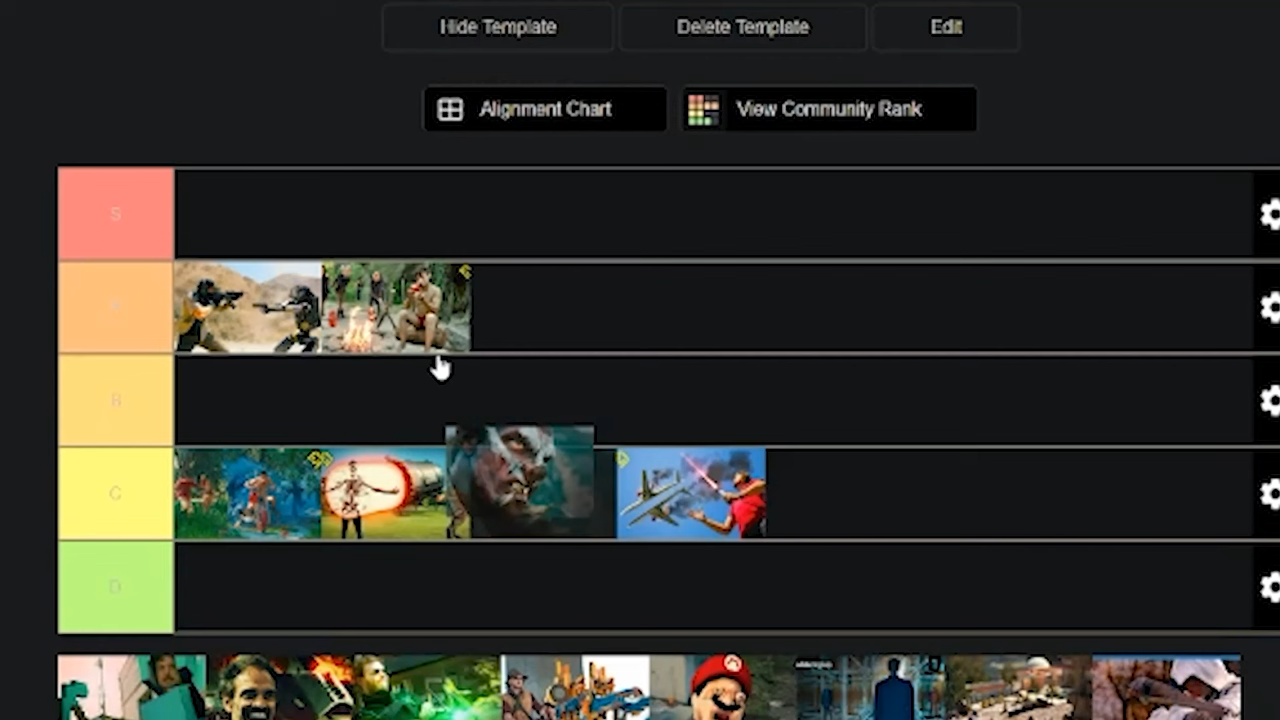 Hide Template
Delete Template
Edit
Alignment Chart
View Community Rank
S
B
C
D